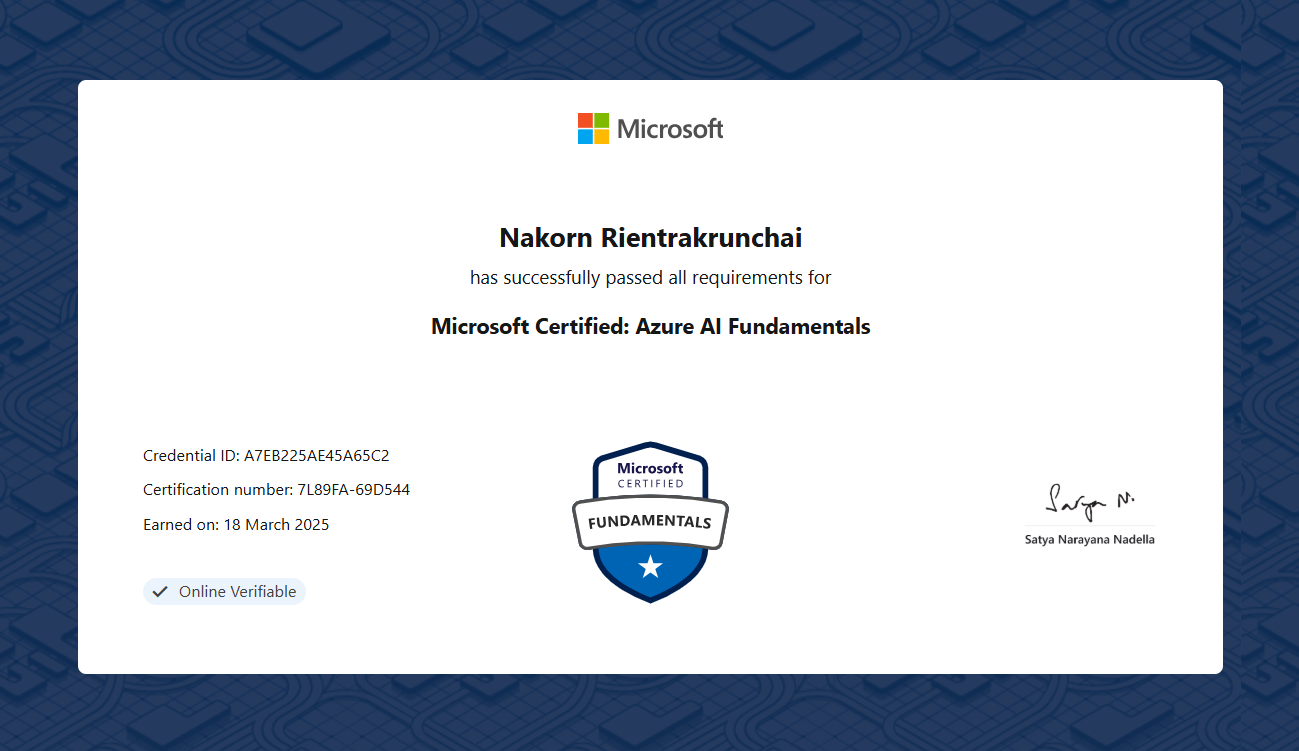 Microsoft
Nakorn Rientrakrunchai
has successfully passed all requirements for
Microsoft Certified: Azure AI Fundamentals
Credential ID: A7EB225AE45A65C2
Certification number: 7L89FA-69D544
Earned on: 18 March 2025
Online Verifiable
Microsoft
CERTIFIED
FUNDAMENTALS
Satya N.
Satya Narayana Nadella